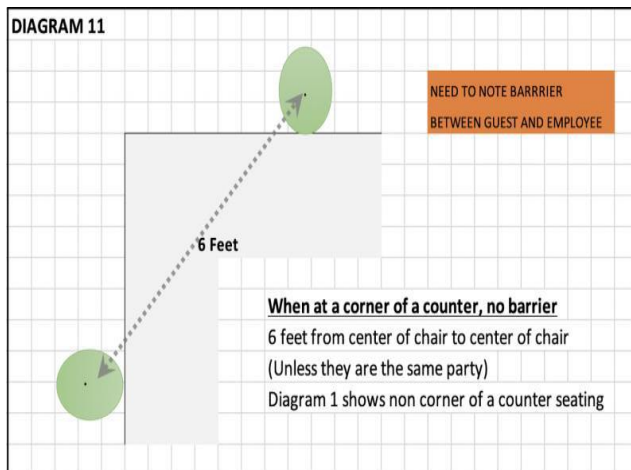 DIAGRAM 11
NEED TO NOTE BARRRIER
BETWEEN GUEST AND EMPLOYEE
6 Feet
When at a corner of a counter, no barrier
6 feet from center of chair to center of chair
(Unless they are the same party)
Diagram 1 shows non corner of a counter seating